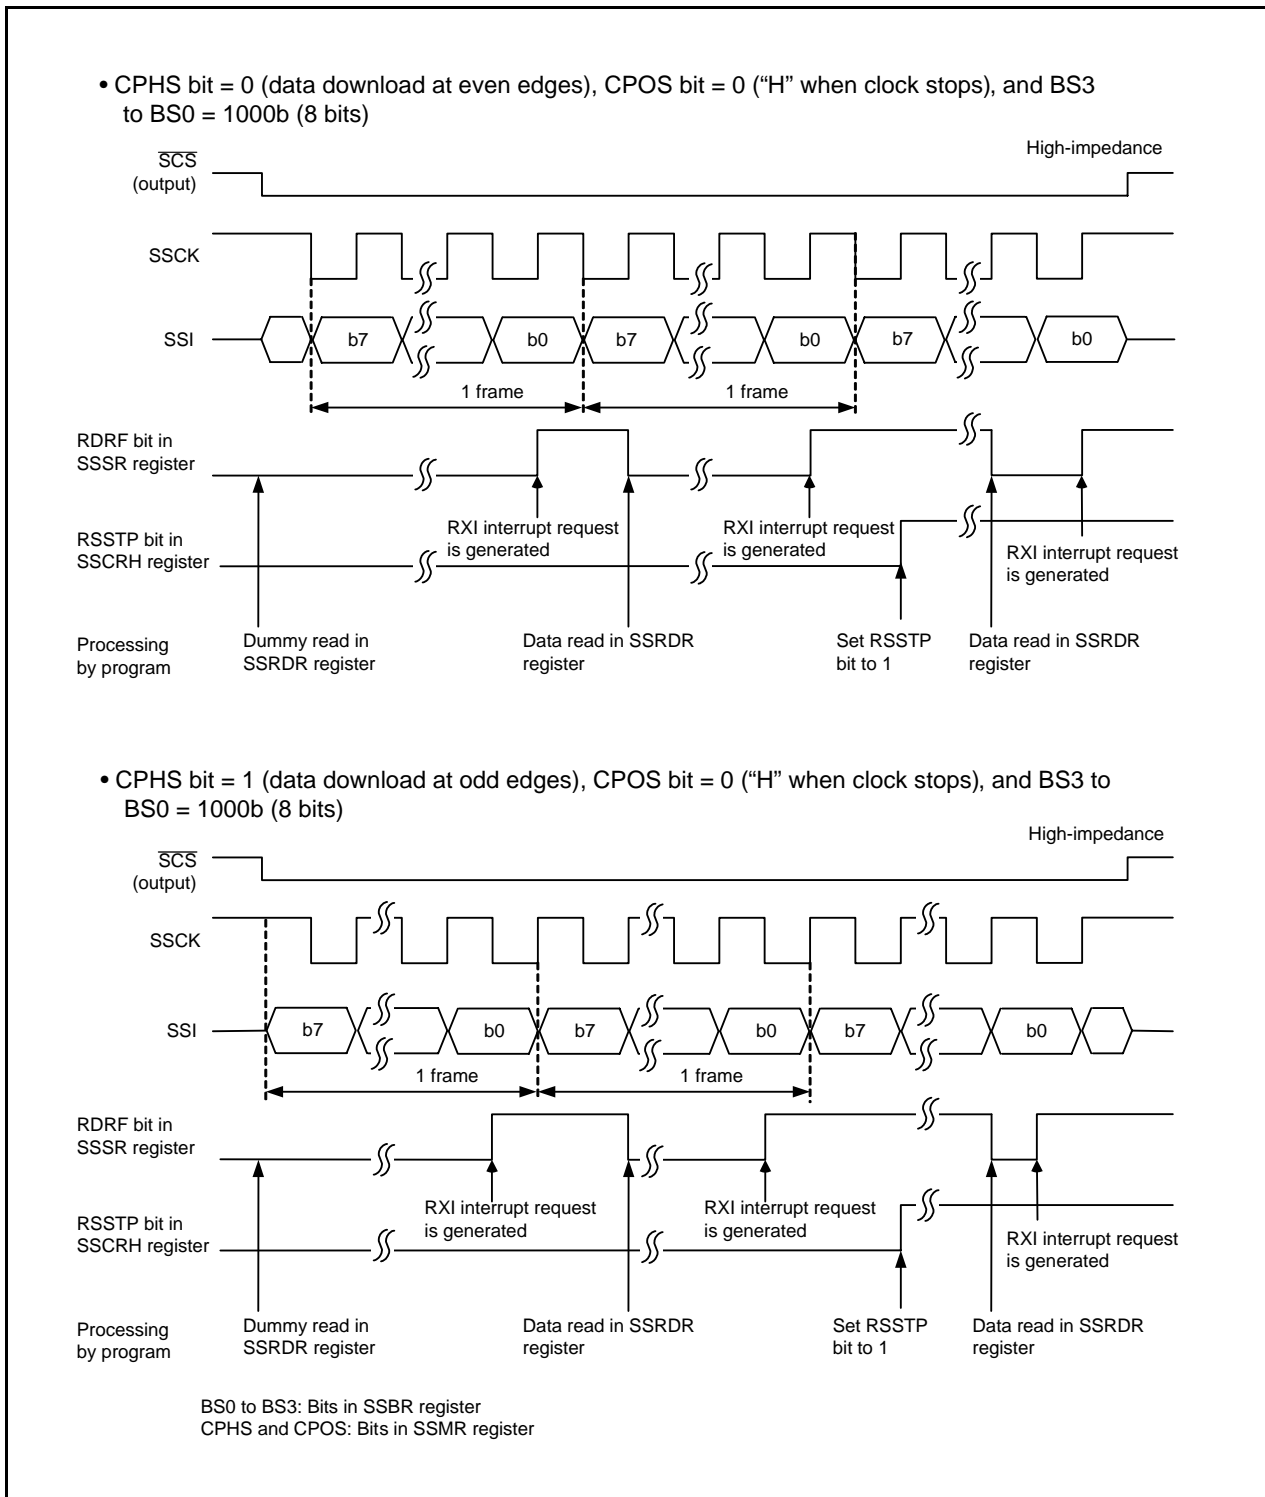 • CPHS bit = 0 (data download at even edges), CPOS bit = 0 (“H” when clock stops), and BS3
to BS0 = 1000b (8 bits)
High-impedance
SCS
(output)
SSCK
SSI
b7
b0
b7
b0
b7
b0
1 frame
1 frame
RDRF bit in
SSSR register
RXI interrupt request
is generated
RXI interrupt request
is generated
RXI interrupt request
is generated
RSSTP bit in
SSCRH register
Processing
by program
Dummy read in
SSRDR register
Data read in SSRDR
register
Set RSSTP
bit to 1
Data read in SSRDR
register
• CPHS bit = 1 (data download at odd edges), CPOS bit = 0 (“H” when clock stops), and BS3 to
BS0 = 1000b (8 bits)
High-impedance
SCS
(output)
SSCK
SSI
b7
b0
b7
b0
b7
b0
1 frame
1 frame
RDRF bit in
SSSR register
RXI interrupt request
is generated
RXI interrupt request
is generated
RXI interrupt request
is generated
RSSTP bit in
SSCRH register
Processing
by program
Dummy read in
SSRDR register
Data read in SSRDR
register
Set RSSTP
bit to 1
Data read in SSRDR
register
BS0 to BS3: Bits in SSBR register
CPHS and CPOS: Bits in SSMR register